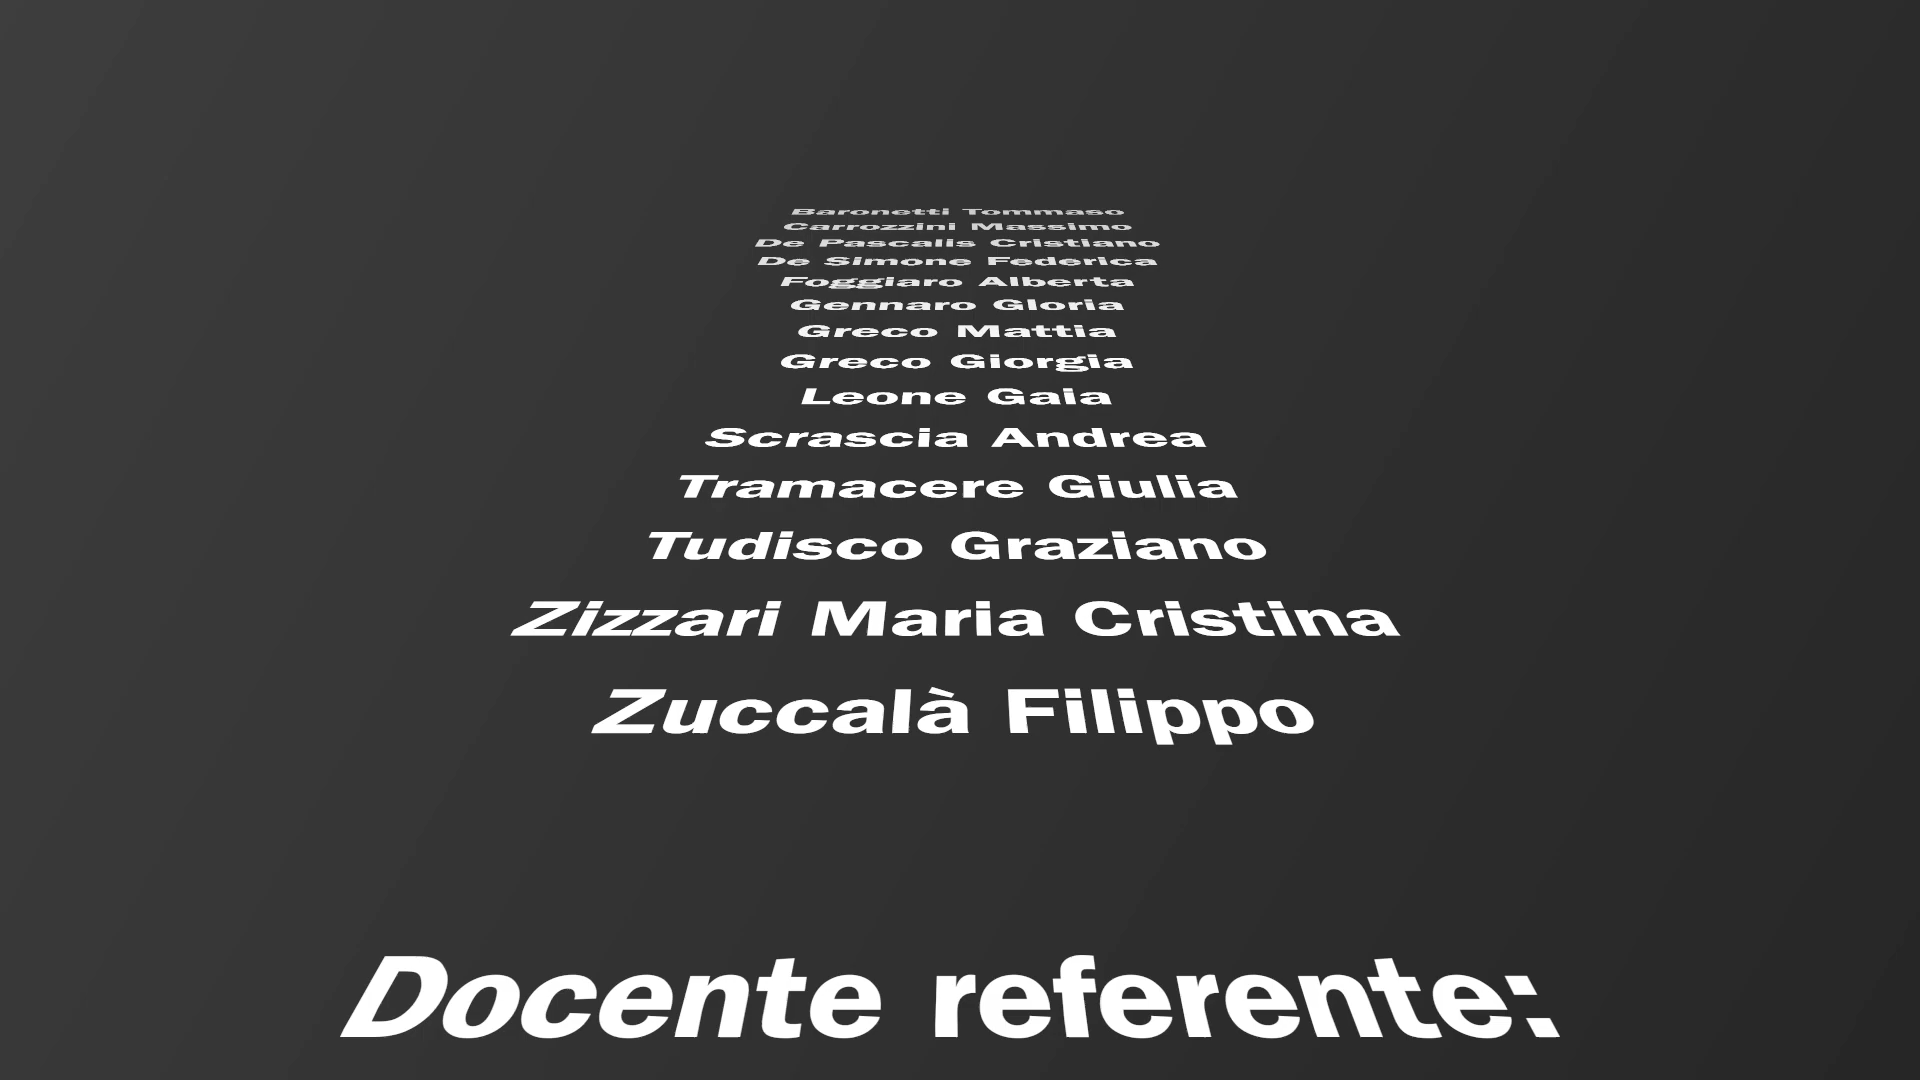 Baronetti Tommaso
Carrozzini Massimo
De Pascalis Cristiano
De Simone Federica
Foggiaro Alberta
Gennaro Gloria
Greco Mattia
Greco Giorgia
Leone Gaia
Scrascia Andrea
Tramacere Giulia
Tudisco Graziano
Zizzari Maria Cristina
Zuccalà Filippo
Docente referente: